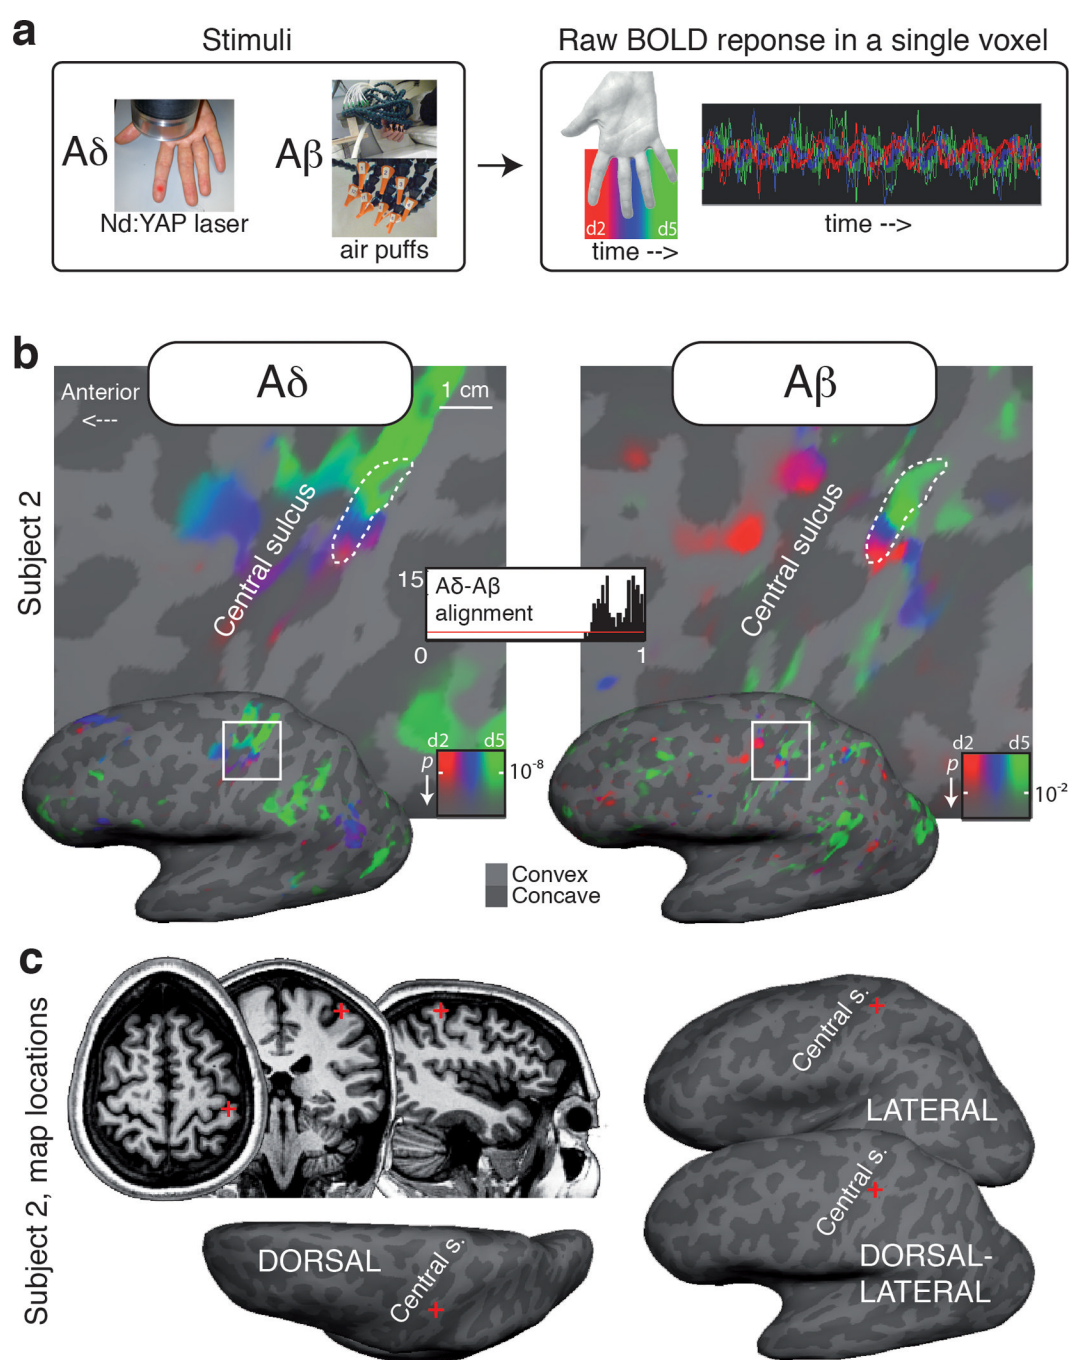 a
Stimuli
Raw BOLD reponse in a single voxel
Aδ
Aβ
Nd:YAP laser
air puffs
d2
d5
time -->
time -->
b
Aδ
Aβ
Anterior
<---
1 cm
Subject 2
Central sulcus
Central sulcus
15
Aδ-Aβ
alignment
0
1
d2
d5
p
10-8
d2
d5
p
10-2
Convex
Concave
c
Subject 2, map locations
Central s.
LATERAL
Central s.
DORSAL-
LATERAL
DORSAL
Central s.